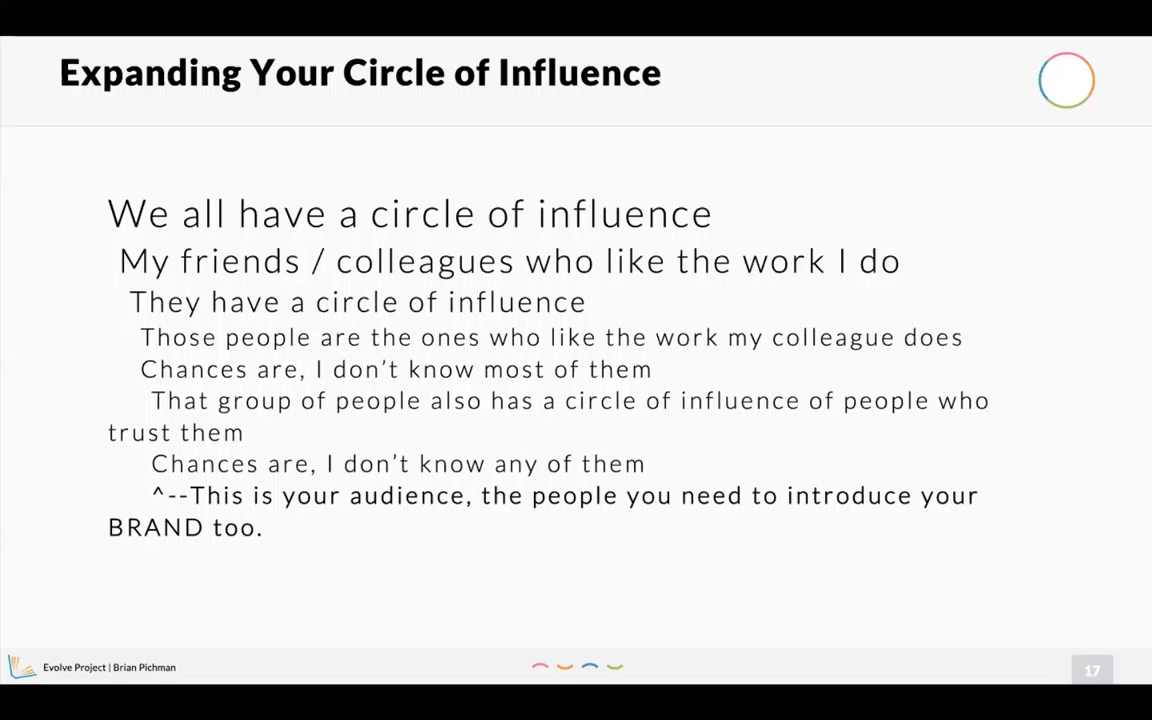 Expanding Your Circle of Influence
We all have a circle of influence
My friends / colleagues who like the work I do
They have a circle of influence
Those people are the ones who like the work my colleague does
Chances are, I don’t know most of them
That group of people also has a circle of influence of people who
trust them
Chances are, I don’t know any of them
^--This is your audience, the people you need to introduce your
BRAND too.
Evolve Project | Brian Pichman
17